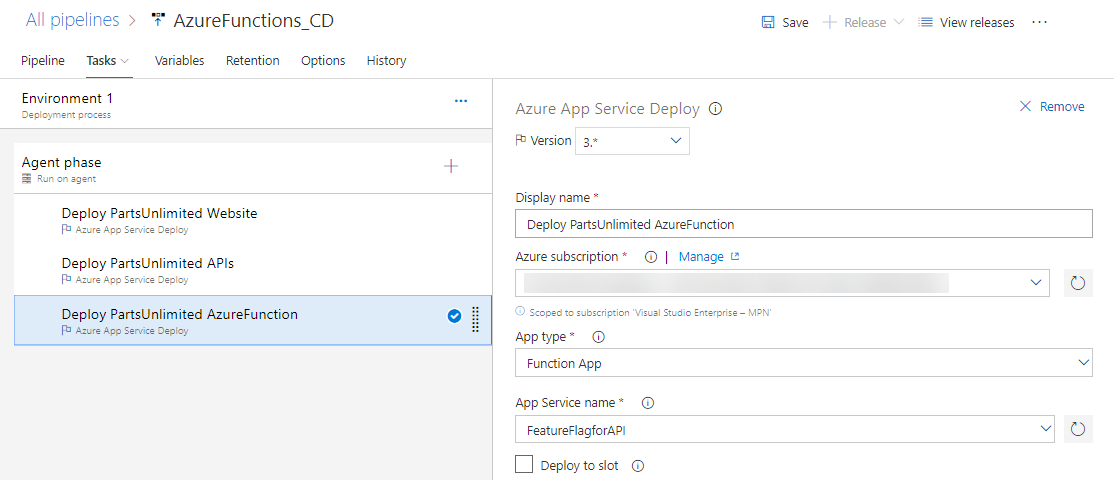 All pipelines > AzureFunctions_CD
Save
Release
View releases
Pipeline
Tasks
Variables
Retention
Options
History
Environment 1
Deployment process
Agent phase
Run on agent
Deploy PartsUnlimited Website
Azure App Service Deploy
Deploy PartsUnlimited APIs
Azure App Service Deploy
Deploy PartsUnlimited AzureFunction
Azure App Service Deploy
Azure App Service Deploy
Remove
Version 3.*
Display name *
Deploy PartsUnlimited AzureFunction
Azure subscription * | Manage
Scoped to subscription 'Visual Studio Enterprise – MPN'
App type *
Function App
App Service name *
FeatureFlagforAPI
Deploy to slot